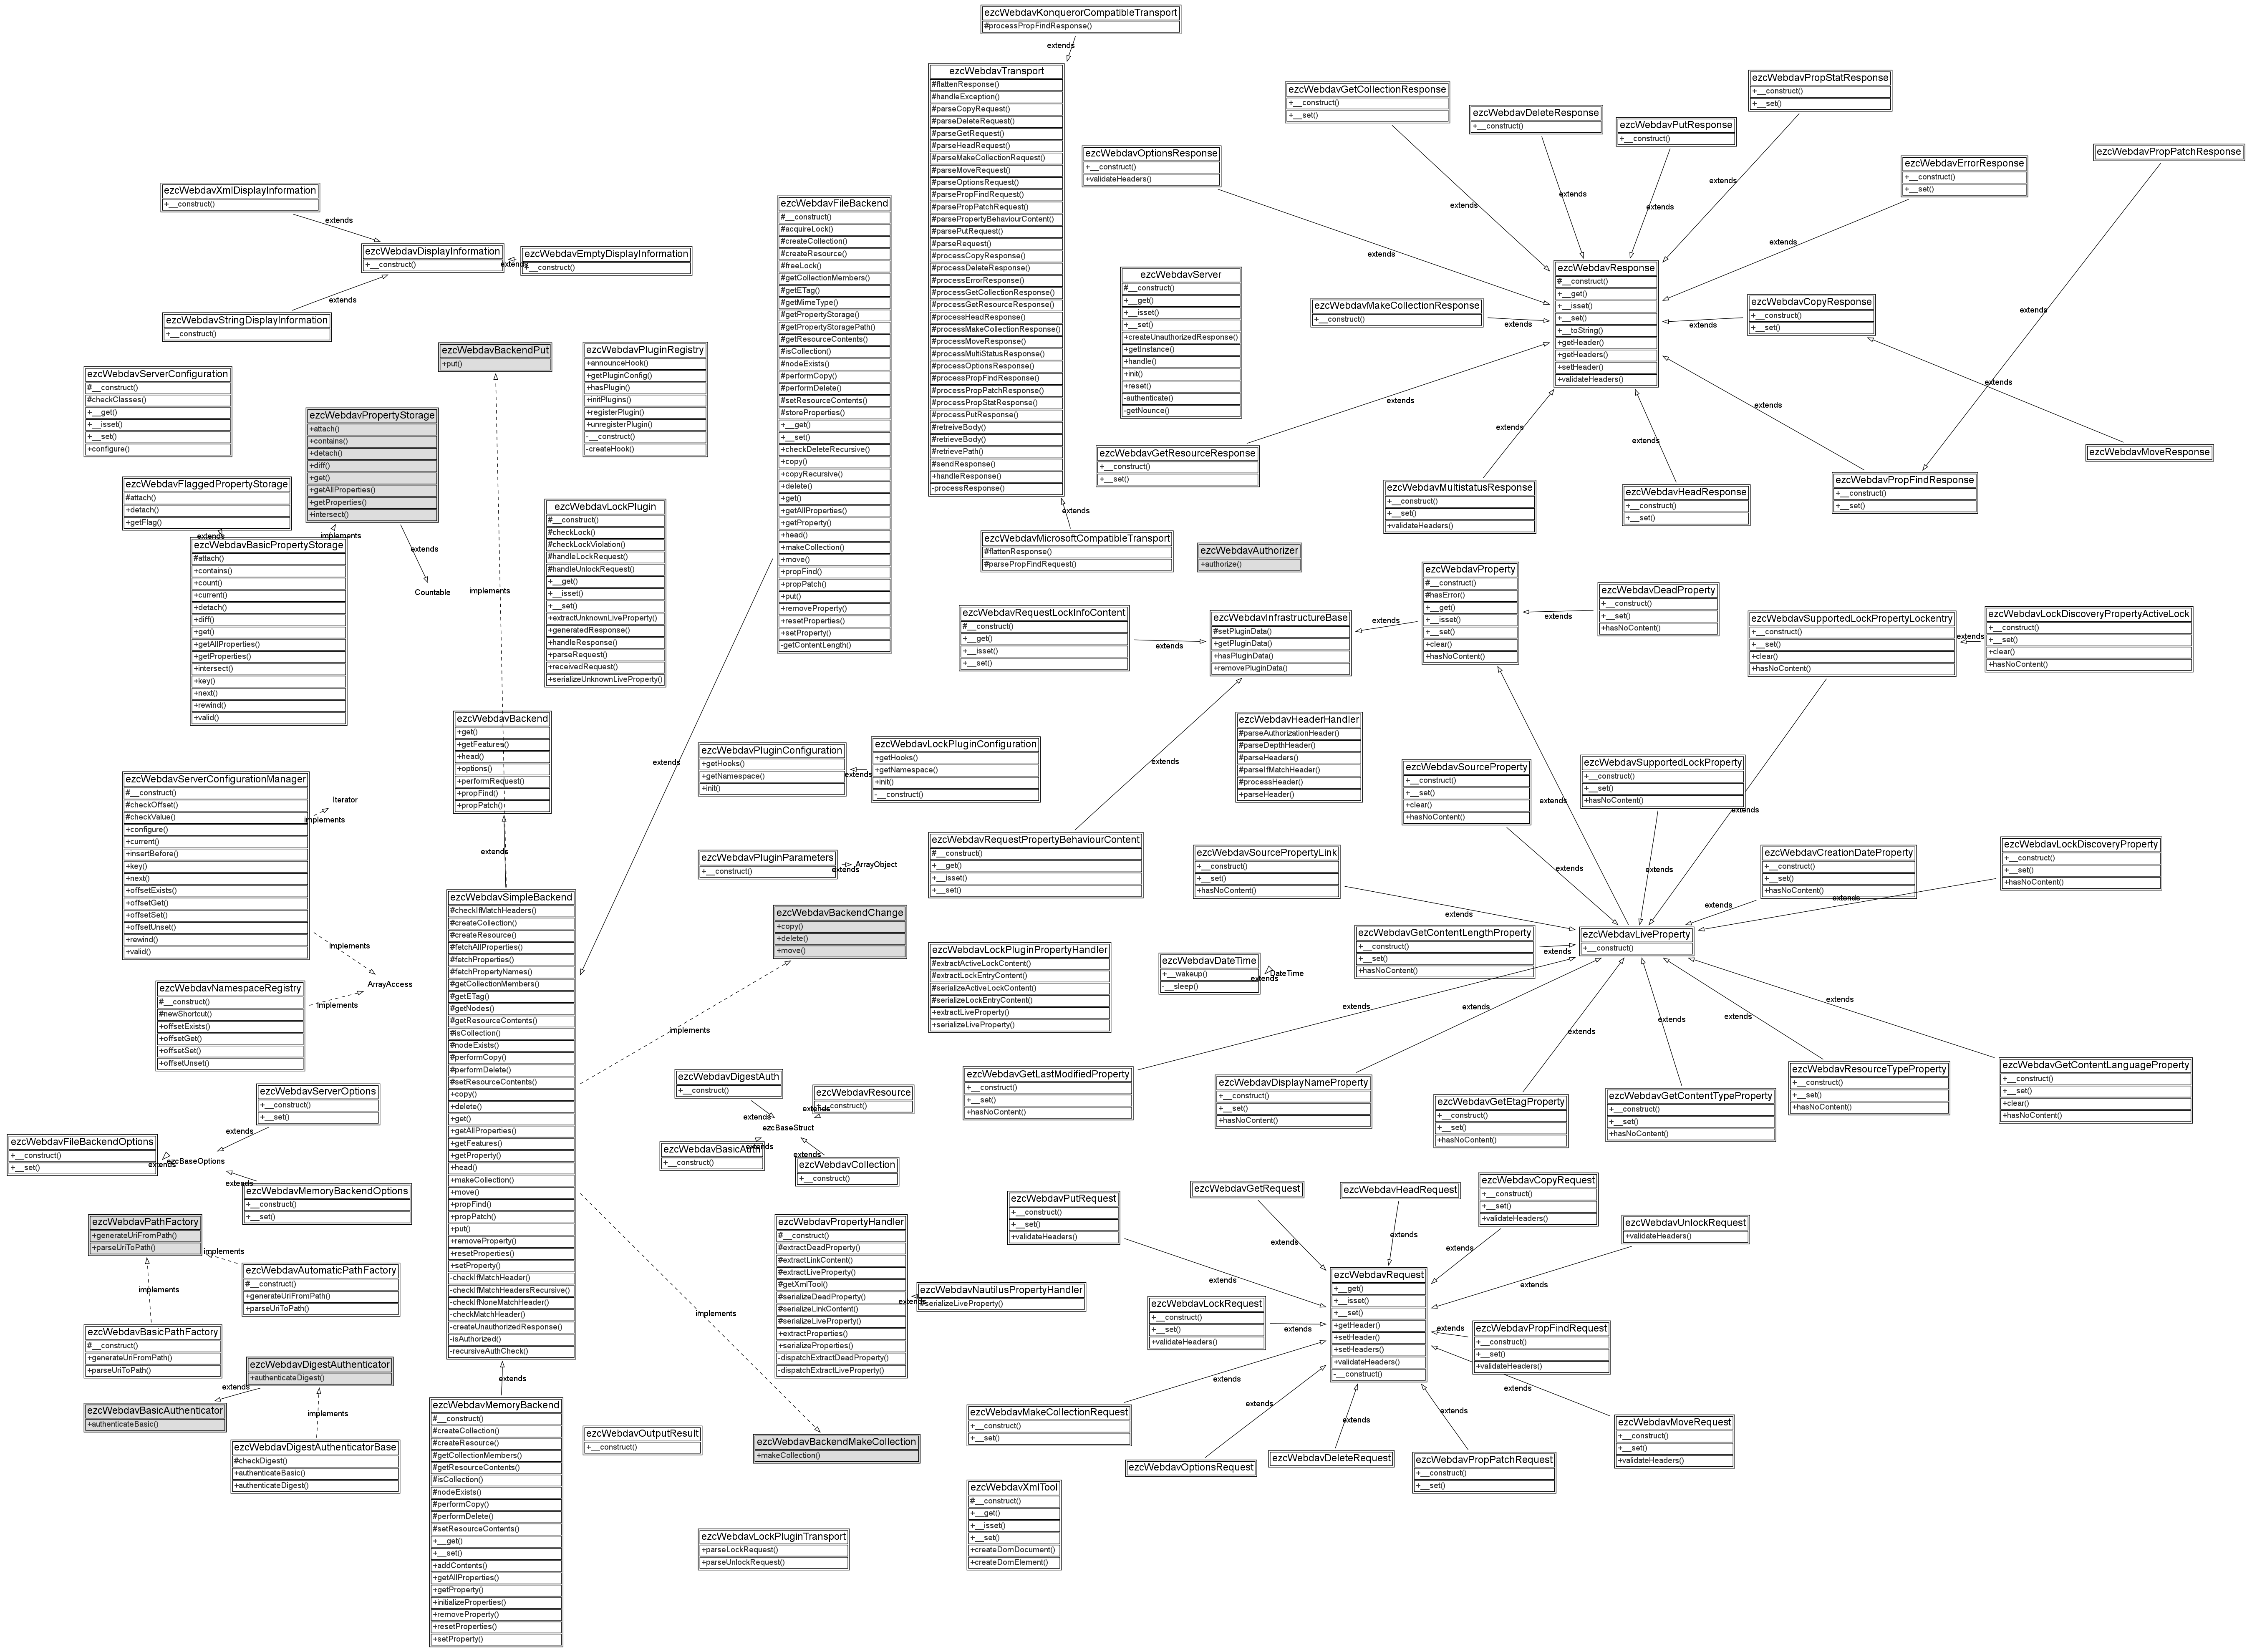 ezcWebdavKonquerorCompatibleTransport
#processPropFindResponse()
extends
ezcWebdavTransport
#flattenResponse()
#handleException()
#parseCopyRequest()
#parseDeleteRequest()
#parseGetRequest()
#parseHeadRequest()
#parseMakeCollectionRequest()
#parseMoveRequest()
#parseOptionsRequest()
#parsePropFindRequest()
#parsePropPatchRequest()
#parsePropertyBehaviourContent()
#parsePutRequest()
#parseRequest()
#processCopyResponse()
#processDeleteResponse()
#processErrorResponse()
#processGetCollectionResponse()
#processGetResourceResponse()
#processHeadResponse()
#processMakeCollectionResponse()
#processMoveResponse()
#processMultiStatusResponse()
#processOptionsResponse()
#processPropFindResponse()
#processPropPatchResponse()
#processPropStatResponse()
#processPutResponse()
#retreiveBody()
#retrieveBody()
#retrievePath()
#sendResponse()
+handleResponse()
-processResponse()
extends
ezcWebdavMicrosoftCompatibleTransport
#flattenResponse()
#parsePropFindRequest()
ezcWebdavGetCollectionResponse
+__construct()
+__set()
extends
ezcWebdavDeleteResponse
+__construct()
extends
ezcWebdavPutResponse
+__construct()
extends
ezcWebdavPropStatResponse
+__construct()
+__set()
extends
ezcWebdavOptionsResponse
+__construct()
+validateHeaders()
extends
ezcWebdavErrorResponse
+__construct()
+__set()
extends
ezcWebdavPropPatchResponse
extends
ezcWebdavResponse
#__construct()
+__get()
+__isset()
+__set()
+__toString()
+getHeader()
+getHeaders()
+setHeader()
+validateHeaders()
ezcWebdavMakeCollectionResponse
+__construct()
extends
ezcWebdavCopyResponse
+__construct()
+__set()
extends
extends
ezcWebdavMoveResponse
ezcWebdavGetResourceResponse
+__construct()
+__set()
extends
ezcWebdavMultistatusResponse
+__construct()
+__set()
+validateHeaders()
extends
ezcWebdavHeadResponse
+__construct()
+__set()
extends
ezcWebdavPropFindResponse
+__construct()
+__set()
extends
ezcWebdavServer
#__construct()
+__get()
+__isset()
+__set()
+createUnauthorizedResponse()
+getInstance()
+handle()
+init()
+reset()
-authenticate()
-getNounce()
ezcWebdavXmlDisplayInformation
+__construct()
extends
ezcWebdavDisplayInformation
+__construct()
ezcWebdavEmptyDisplayInformation
+__construct()
extends
extends
ezcWebdavStringDisplayInformation
+__construct()
ezcWebdavFileBackend
#__construct()
#acquireLock()
#createCollection()
#createResource()
#freeLock()
#getCollectionMembers()
#getETag()
#getMimeType()
#getPropertyStorage()
#getPropertyStoragePath()
#getResourceContents()
#isCollection()
#nodeExists()
#performCopy()
#performDelete()
#setResourceContents()
#storeProperties()
+__get()
+__set()
+checkDeleteRecursive()
+copy()
+copyRecursive()
+delete()
+get()
+getAllProperties()
+getProperty()
+head()
+makeCollection()
+move()
+propFind()
+propPatch()
+put()
+removeProperty()
+resetProperties()
+setProperty()
-getContentLength()
extends
ezcWebdavBackendPut
+put()
implements
ezcWebdavPluginRegistry
+announceHook()
+getPluginConfig()
+hasPlugin()
+initPlugins()
+registerPlugin()
+unregisterPlugin()
-__construct()
-createHook()
ezcWebdavServerConfiguration
#__construct()
#checkClasses()
+__get()
+__isset()
+__set()
+configure()
ezcWebdavPropertyStorage
+attach()
+contains()
+detach()
+diff()
+get()
+getAllProperties()
+getProperties()
+intersect()
extends
Countable
ezcWebdavFlaggedPropertyStorage
#attach()
+detach()
+getFlag()
extends
implements
ezcWebdavBasicPropertyStorage
#attach()
+contains()
+count()
+current()
+detach()
+diff()
+get()
+getAllProperties()
+getProperties()
+intersect()
+key()
+next()
+rewind()
+valid()
ezcWebdavLockPlugin
#__construct()
#checkLock()
#checkLockViolation()
#handleLockRequest()
#handleUnlockRequest()
+__get()
+__isset()
+__set()
+extractUnknownLiveProperty()
+generatedResponse()
+handleResponse()
+parseRequest()
+receivedRequest()
+serializeUnknownLiveProperty()
ezcWebdavAuthorizer
+authorize()
ezcWebdavRequestLockInfoContent
#__construct()
+__get()
+__isset()
+__set()
extends
ezcWebdavInfrastructureBase
#setPluginData()
+getPluginData()
+hasPluginData()
+removePluginData()
extends
ezcWebdavProperty
#__construct()
#hasError()
+__get()
+__isset()
+__set()
+clear()
+hasNoContent()
extends
ezcWebdavDeadProperty
+__construct()
+__set()
+hasNoContent()
ezcWebdavSupportedLockPropertyLockentry
+__construct()
+__set()
+clear()
+hasNoContent()
extends
ezcWebdavLockDiscoveryPropertyActiveLock
+__construct()
+__set()
+clear()
+hasNoContent()
ezcWebdavBackend
+get()
+getFeatures()
+head()
+options()
+performRequest()
+propFind()
+propPatch()
extends
ezcWebdavPluginConfiguration
+getHooks()
+getNamespace()
+init()
extends
ezcWebdavLockPluginConfiguration
+getHooks()
+getNamespace()
+init()
-__construct()
ezcWebdavHeaderHandler
#parseAuthorizationHeader()
#parseDepthHeader()
#parseHeaders()
#parseIfMatchHeader()
#processHeader()
+parseHeader()
extends
ezcWebdavRequestPropertyBehaviourContent
#__construct()
+__get()
+__isset()
+__set()
ezcWebdavServerConfigurationManager
#__construct()
#checkOffset()
#checkValue()
+configure()
+current()
+insertBefore()
+key()
+next()
+offsetExists()
+offsetGet()
+offsetSet()
+offsetUnset()
+rewind()
+valid()
Iterator
implements
implements
ArrayAccess
ezcWebdavNamespaceRegistry
#__construct()
#newShortcut()
+offsetExists()
+offsetGet()
+offsetSet()
+offsetUnset()
implements
ezcWebdavPluginParameters
+__construct()
extends
ArrayObject
ezcWebdavSimpleBackend
#checkIfMatchHeaders()
#createCollection()
#createResource()
#fetchAllProperties()
#fetchProperties()
#fetchPropertyNames()
#getCollectionMembers()
#getETag()
#getNodes()
#getResourceContents()
#isCollection()
#nodeExists()
#performCopy()
#performDelete()
#setResourceContents()
+copy()
+delete()
+get()
+getAllProperties()
+getFeatures()
+getProperty()
+head()
+makeCollection()
+move()
+propFind()
+propPatch()
+put()
+removeProperty()
+resetProperties()
+setProperty()
-checkIfMatchHeader()
-checkIfMatchHeadersRecursive()
-checkIfNoneMatchHeader()
-checkMatchHeader()
-createUnauthorizedResponse()
-isAuthorized()
-recursiveAuthCheck()
extends
ezcWebdavBackendChange
+copy()
+delete()
+move()
implements
implements
ezcWebdavSourceProperty
+__construct()
+__set()
+clear()
+hasNoContent()
extends
ezcWebdavSupportedLockProperty
+__construct()
+__set()
+hasNoContent()
extends
extends
extends
ezcWebdavSourcePropertyLink
+__construct()
+__set()
+hasNoContent()
extends
ezcWebdavCreationDateProperty
+__construct()
+__set()
+hasNoContent()
extends
ezcWebdavLockDiscoveryProperty
+__construct()
+__set()
+hasNoContent()
extends
ezcWebdavGetContentLengthProperty
+__construct()
+__set()
+hasNoContent()
extends
ezcWebdavLiveProperty
+__construct()
ezcWebdavLockPluginPropertyHandler
#extractActiveLockContent()
#extractLockEntryContent()
#serializeActiveLockContent()
#serializeLockEntryContent()
+extractLiveProperty()
+serializeLiveProperty()
ezcWebdavDateTime
+__wakeup()
-__sleep()
extends
DateTime
ezcWebdavGetLastModifiedProperty
+__construct()
+__set()
+hasNoContent()
extends
ezcWebdavDisplayNameProperty
+__construct()
+__set()
+hasNoContent()
extends
ezcWebdavGetEtagProperty
+__construct()
+__set()
+hasNoContent()
extends
ezcWebdavGetContentTypeProperty
+__construct()
+__set()
+hasNoContent()
extends
ezcWebdavResourceTypeProperty
+__construct()
+__set()
+hasNoContent()
extends
ezcWebdavGetContentLanguageProperty
+__construct()
+__set()
+clear()
+hasNoContent()
extends
ezcWebdavDigestAuth
+__construct()
extends
ezcWebdavResource
+__construct()
extends
ezcBaseStruct
ezcWebdavBasicAuth
+__construct()
extends
ezcWebdavCollection
+__construct()
extends
ezcWebdavServerOptions
+__construct()
+__set()
extends
ezcWebdavFileBackendOptions
+__construct()
+__set()
extends
ezcBaseOptions
extends
ezcWebdavMemoryBackendOptions
+__construct()
+__set()
ezcWebdavPathFactory
+generateUriFromPath()
+parseUriToPath()
implements
ezcWebdavAutomaticPathFactory
#__construct()
+generateUriFromPath()
+parseUriToPath()
implements
ezcWebdavBasicPathFactory
#__construct()
+generateUriFromPath()
+parseUriToPath()
ezcWebdavDigestAuthenticator
+authenticateDigest()
extends
ezcWebdavBasicAuthenticator
+authenticateBasic()
implements
ezcWebdavDigestAuthenticatorBase
#checkDigest()
+authenticateBasic()
+authenticateDigest()
ezcWebdavMemoryBackend
#__construct()
#createCollection()
#createResource()
#getCollectionMembers()
#getResourceContents()
#isCollection()
#nodeExists()
#performCopy()
#performDelete()
#setResourceContents()
+__get()
+__set()
+addContents()
+getAllProperties()
+getProperty()
+initializeProperties()
+removeProperty()
+resetProperties()
+setProperty()
ezcWebdavPropertyHandler
#__construct()
#extractDeadProperty()
#extractLinkContent()
#extractLiveProperty()
#getXmlTool()
#serializeDeadProperty()
#serializeLinkContent()
#serializeLiveProperty()
+extractProperties()
+serializeProperties()
-dispatchExtractDeadProperty()
-dispatchExtractLiveProperty()
extends
ezcWebdavNautilusPropertyHandler
#serializeLiveProperty()
ezcWebdavOutputResult
+__construct()
ezcWebdavBackendMakeCollection
+makeCollection()
ezcWebdavLockPluginTransport
+parseLockRequest()
+parseUnlockRequest()
ezcWebdavPutRequest
+__construct()
+__set()
+validateHeaders()
extends
ezcWebdavGetRequest
extends
ezcWebdavHeadRequest
extends
ezcWebdavCopyRequest
+__construct()
+__set()
+validateHeaders()
extends
ezcWebdavUnlockRequest
+validateHeaders()
extends
ezcWebdavRequest
+__get()
+__isset()
+__set()
+getHeader()
+setHeader()
+setHeaders()
+validateHeaders()
-__construct()
ezcWebdavLockRequest
+__construct()
+__set()
+validateHeaders()
extends
ezcWebdavPropFindRequest
+__construct()
+__set()
+validateHeaders()
extends
ezcWebdavMakeCollectionRequest
+__construct()
+__set()
extends
ezcWebdavOptionsRequest
extends
ezcWebdavDeleteRequest
extends
ezcWebdavPropPatchRequest
+__construct()
+__set()
extends
ezcWebdavMoveRequest
+__construct()
+__set()
+validateHeaders()
extends
ezcWebdavXmlTool
#__construct()
+__get()
+__isset()
+__set()
+createDomDocument()
+createDomElement()